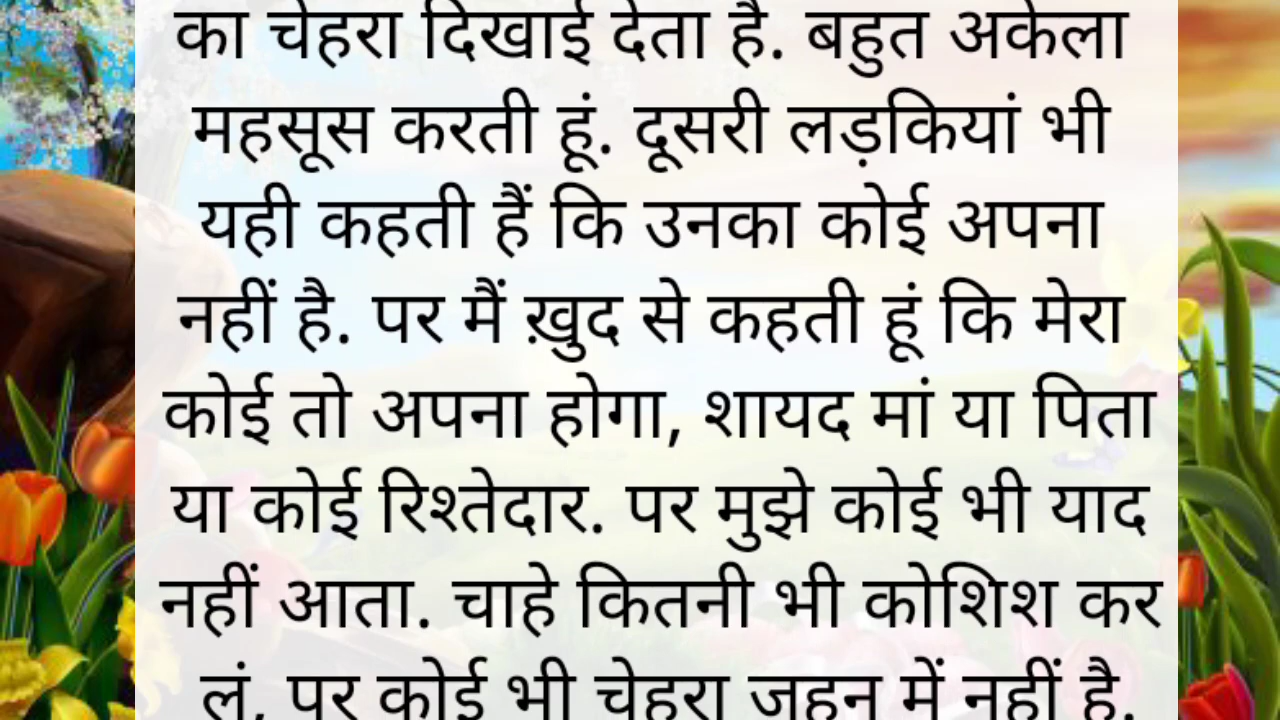 का चेहरा दिखाई देता है. बहुत अकेला
महसूस करती हूं. दूसरी लड़कियां भी
यही कहती हैं कि उनका कोई अपना
नहीं है. पर मैं ख़ुद से कहती हूं कि मेरा
कोई तो अपना होगा, शायद मां या पिता
या कोई रिश्तेदार. पर मुझे कोई भी याद
नहीं आता. चाहे कितनी भी कोशिश कर
लूं, पर कोई भी चेहरा जहन में नहीं है.